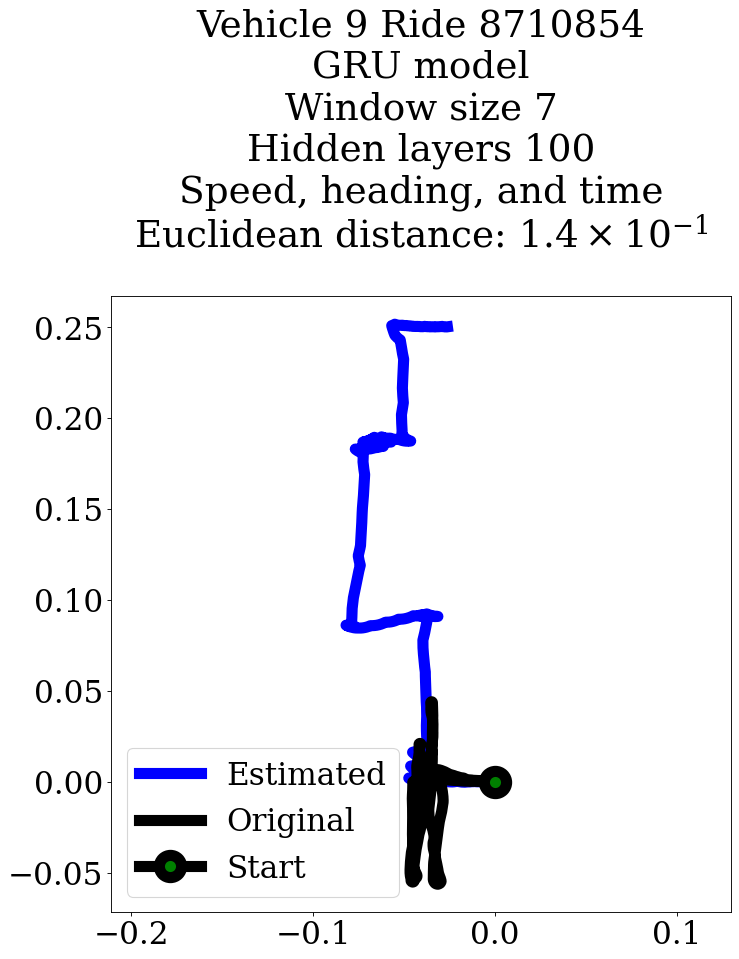 Vehicle 9 Ride 8710854
GRU model
Window size 7
Hidden layers 100
Speed, heading, and time
Euclidean distance: 1.4 × 10⁻¹
0.25
0.20
0.15
0.10
0.05
0.00
−0.05
Estimated
Original
Start
−0.2
−0.1
0.0
0.1